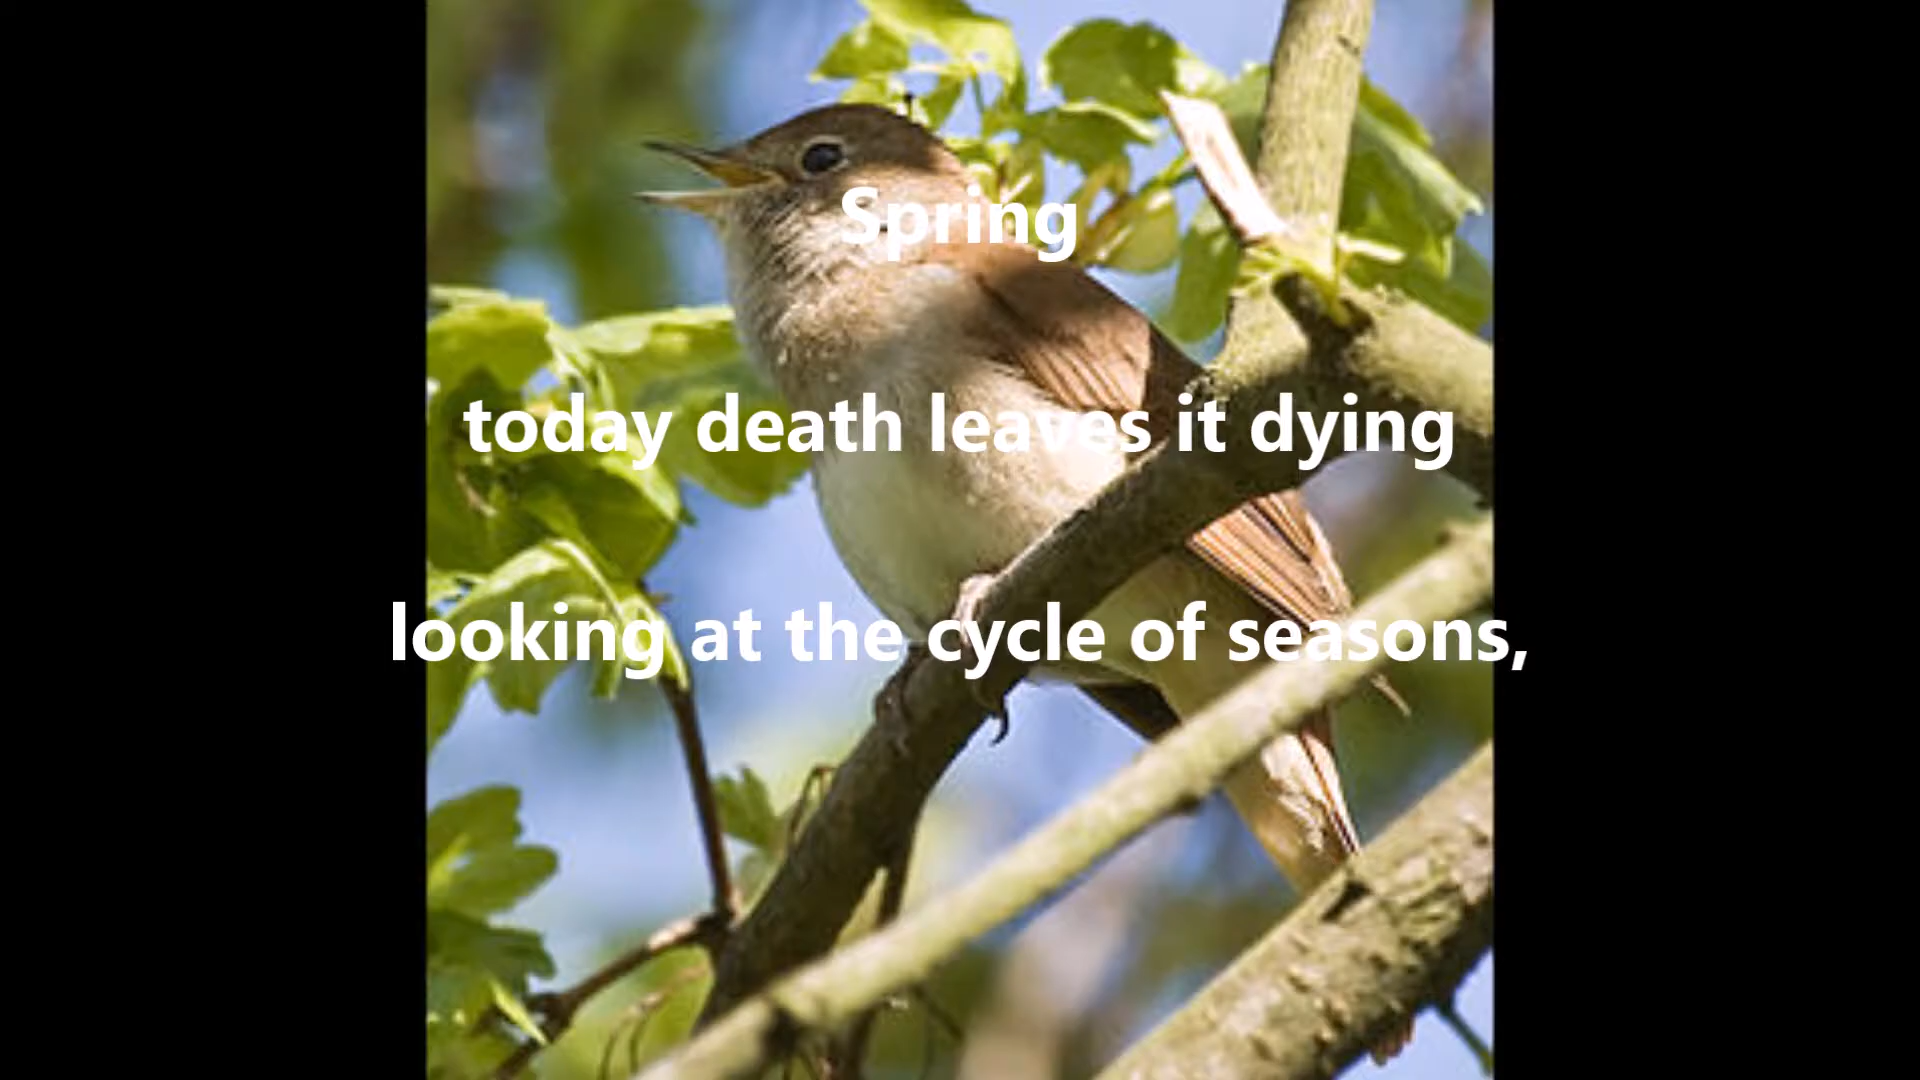 Spring
today death leaves it dying
looking at the cycle of seasons,